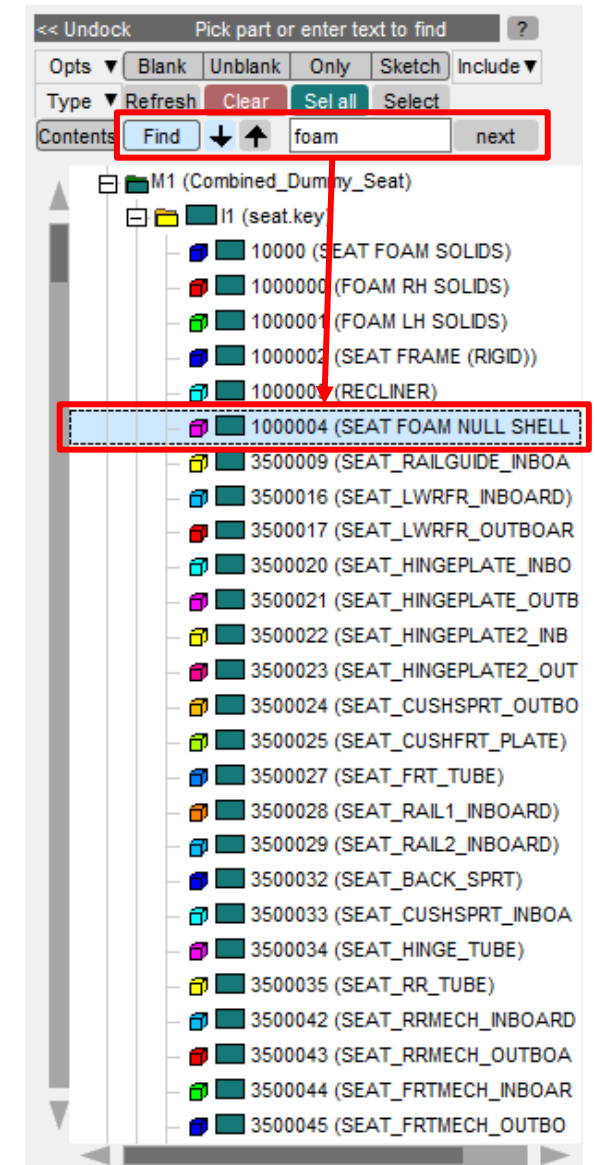 << Undock Pick part or enter text to find ?
Opts ▼ Blank Unblank Only Sketch Include ▼
Type ▼ Refresh Clear Sel all Select
Contents Find foam next
M1 (Combined_Dummy_Seat)
I1 (seat.key)
10000 (SEAT FOAM SOLIDS)
1000000 (FOAM RH SOLIDS)
1000001 (FOAM LH SOLIDS)
1000002 (SEAT FRAME (RIGID))
1000003 (RECLINER)
1000004 (SEAT FOAM NULL SHELL
3500009 (SEAT_RAILGUIDE_INBOA
3500016 (SEAT_LWRFR_INBOARD)
3500017 (SEAT_LWRFR_OUTBOAR
3500020 (SEAT_HINGEPLATE_INBO
3500021 (SEAT_HINGEPLATE_OUTB
3500022 (SEAT_HINGEPLATE2_INB
3500023 (SEAT_HINGEPLATE2_OUT
3500024 (SEAT_CUSHSPRT_OUTBO
3500025 (SEAT_CUSHFRT_PLATE)
3500027 (SEAT_FRT_TUBE)
3500028 (SEAT_RAIL1_INBOARD)
3500029 (SEAT_RAIL2_INBOARD)
3500032 (SEAT_BACK_SPRT)
3500033 (SEAT_CUSHSPRT_INBOA
3500034 (SEAT_HINGE_TUBE)
3500035 (SEAT_RR_TUBE)
3500042 (SEAT_RRMECH_INBOARD
3500043 (SEAT_RRMECH_OUTBOA
3500044 (SEAT_FRTMECH_INBOAR
3500045 (SEAT_FRTMECH_OUTBO